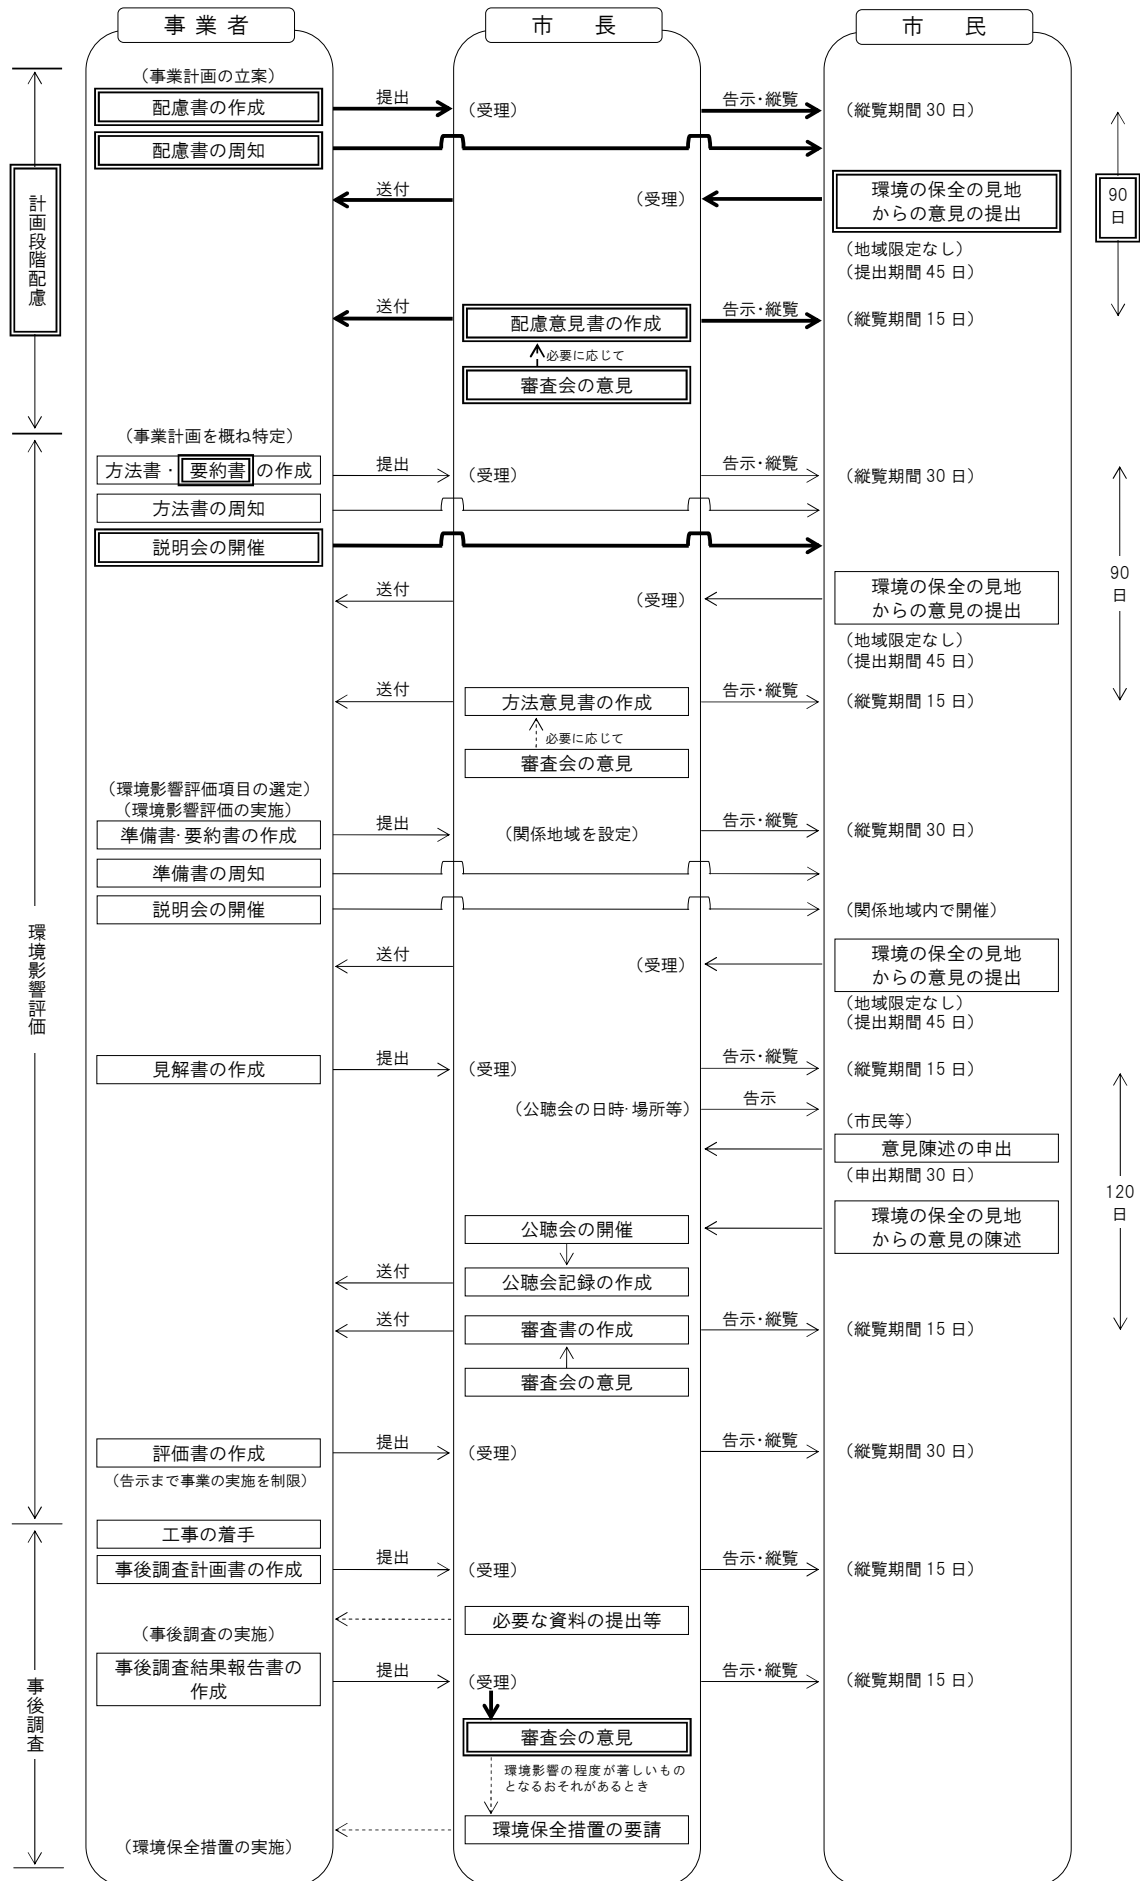 事業者
市　長
市　民
（事業計画の立案）
配慮書の作成
提出
（受理）
告示・縦覧
（縦覧期間 30 日）
配慮書の周知
計画段階配慮
送付
（受理）
環境の保全の見地
からの意見の提出
90
日
（地域限定なし）
（提出期間 45 日）
送付
配慮意見書の作成
告示・縦覧
（縦覧期間 15 日）
必要に応じて
審査会の意見
（事業計画を概ね特定）
方法書・要約書の作成
提出
（受理）
告示・縦覧
（縦覧期間 30 日）
方法書の周知
説明会の開催
送付
（受理）
環境の保全の見地
からの意見の提出
90
日
（地域限定なし）
（提出期間 45 日）
送付
方法意見書の作成
告示・縦覧
（縦覧期間 15 日）
必要に応じて
審査会の意見
（環境影響評価項目の選定）
（環境影響評価の実施）
準備書・要約書の作成
提出
（関係地域を設定）
告示・縦覧
（縦覧期間 30 日）
準備書の周知
説明会の開催
（関係地域内で開催）
環境影響評価
送付
（受理）
環境の保全の見地
からの意見の提出
（地域限定なし）
（提出期間 45 日）
見解書の作成
提出
（受理）
告示・縦覧
（縦覧期間 15 日）
（公聴会の日時・場所等）
告示
（市民等）
意見陳述の申出
（申出期間 30 日）
120
日
公聴会の開催
環境の保全の見地
からの意見の陳述
送付
公聴会記録の作成
送付
審査書の作成
告示・縦覧
（縦覧期間 15 日）
審査会の意見
評価書の作成
提出
（受理）
告示・縦覧
（縦覧期間 30 日）
（告示まで事業の実施を制限）
工事の着手
事後調査計画書の作成
提出
（受理）
告示・縦覧
（縦覧期間 15 日）
必要な資料の提出等
（事後調査の実施）
事後調査結果報告書の
作成
提出
（受理）
告示・縦覧
（縦覧期間 15 日）
事後調査
審査会の意見
環境影響の程度が著しいもの
となるおそれがあるとき
環境保全措置の要請
（環境保全措置の実施）